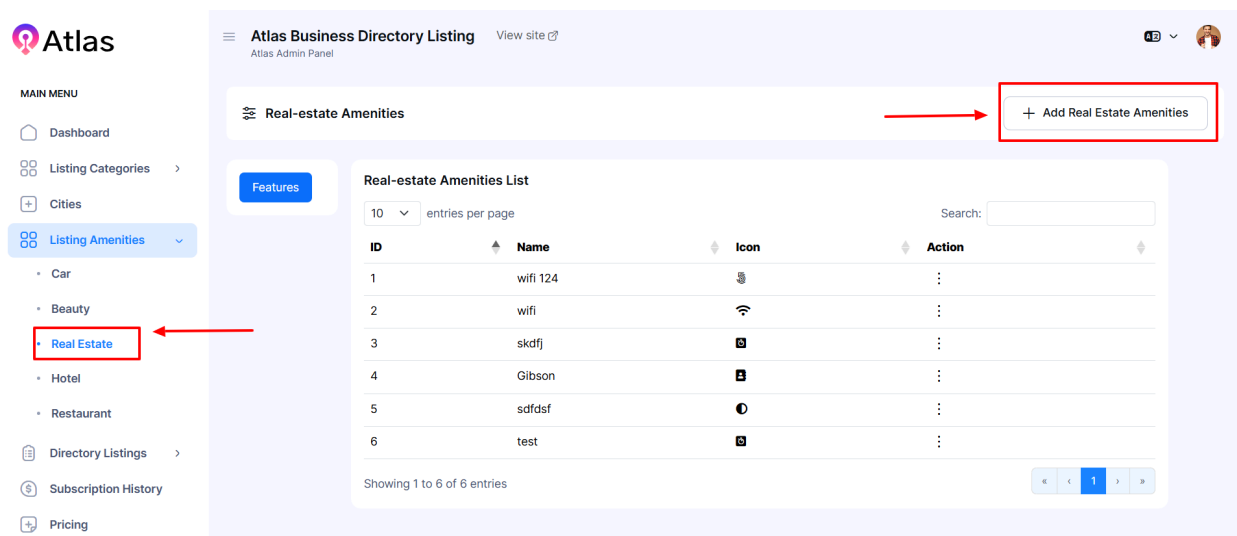 Atlas
Atlas Business Directory Listing View site
Atlas Admin Panel
MAIN MENU
Dashboard
Listing Categories
Cities
Listing Amenities
Car
Beauty
Real Estate
Hotel
Restaurant
Directory Listings
Subscription History
Pricing
Real-estate Amenities
+ Add Real Estate Amenities
Features
Real-estate Amenities List
10 entries per page Search:
ID Name Icon Action
1 wifi 124
2 wifi
3 skdfj
4 Gibson
5 sdfdsf
6 test
Showing 1 to 6 of 6 entries « ‹ 1 › »